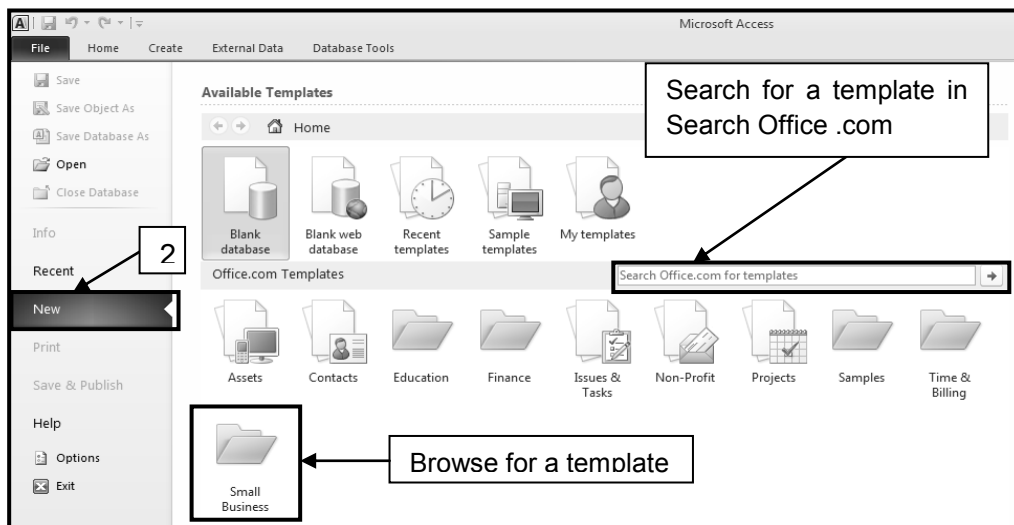 Microsoft Access
File Home Create External Data Database Tools
Save
Save Object As
Save Database As
Open
Close Database
Info
Recent
New
Print
Save & Publish
Help
Options
Exit
2
Available Templates
Home
Search for a template in
Search Office .com
Blank
database
Blank web
database
Recent
templates
Sample
templates
My templates
Office.com Templates
Search Office.com for templates
Assets
Contacts
Education
Finance
Issues &
Tasks
Non-Profit
Projects
Samples
Time &
Billing
Small
Business
Browse for a template